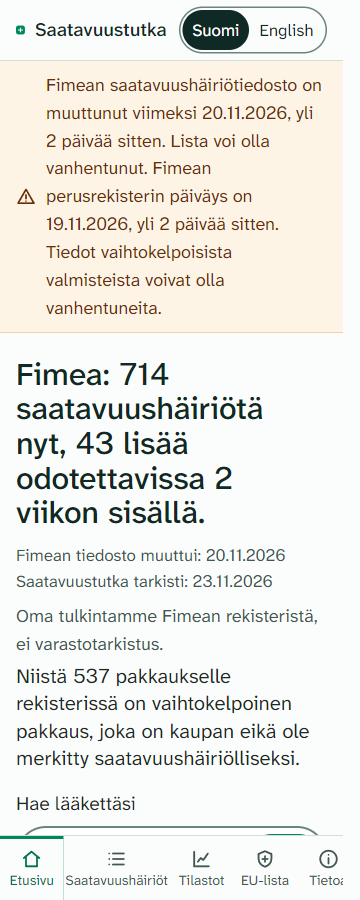 Saatavuustutka
Suomi
English
Fimean saatavuushäiriötiedosto on
muuttunut viimeksi 20.11.2026, yli
2 päivää sitten. Lista voi olla
vanhentunut. Fimean
perusrekisterin päiväys on
19.11.2026, yli 2 päivää sitten.
Tiedot vaihtokelpoisista
valmisteista voivat olla
vanhentuneita.
Fimea: 714
saatavuushäiriötä
nyt, 43 lisää
odotettavissa 2
viikon sisällä.
Fimean tiedosto muuttui: 20.11.2026
Saatavuustutka tarkisti: 23.11.2026
Oma tulkintamme Fimean rekisteristä,
ei varastotarkistus.
Niistä 537 pakkaukselle
rekisterissä on vaihtokelpoinen
pakkaus, joka on kaupan eikä ole
merkitty saatavuushäiriölliseksi.
Hae lääkettäsi
Etusivu
Saatavuushäiriöt
Tilastot
EU-lista